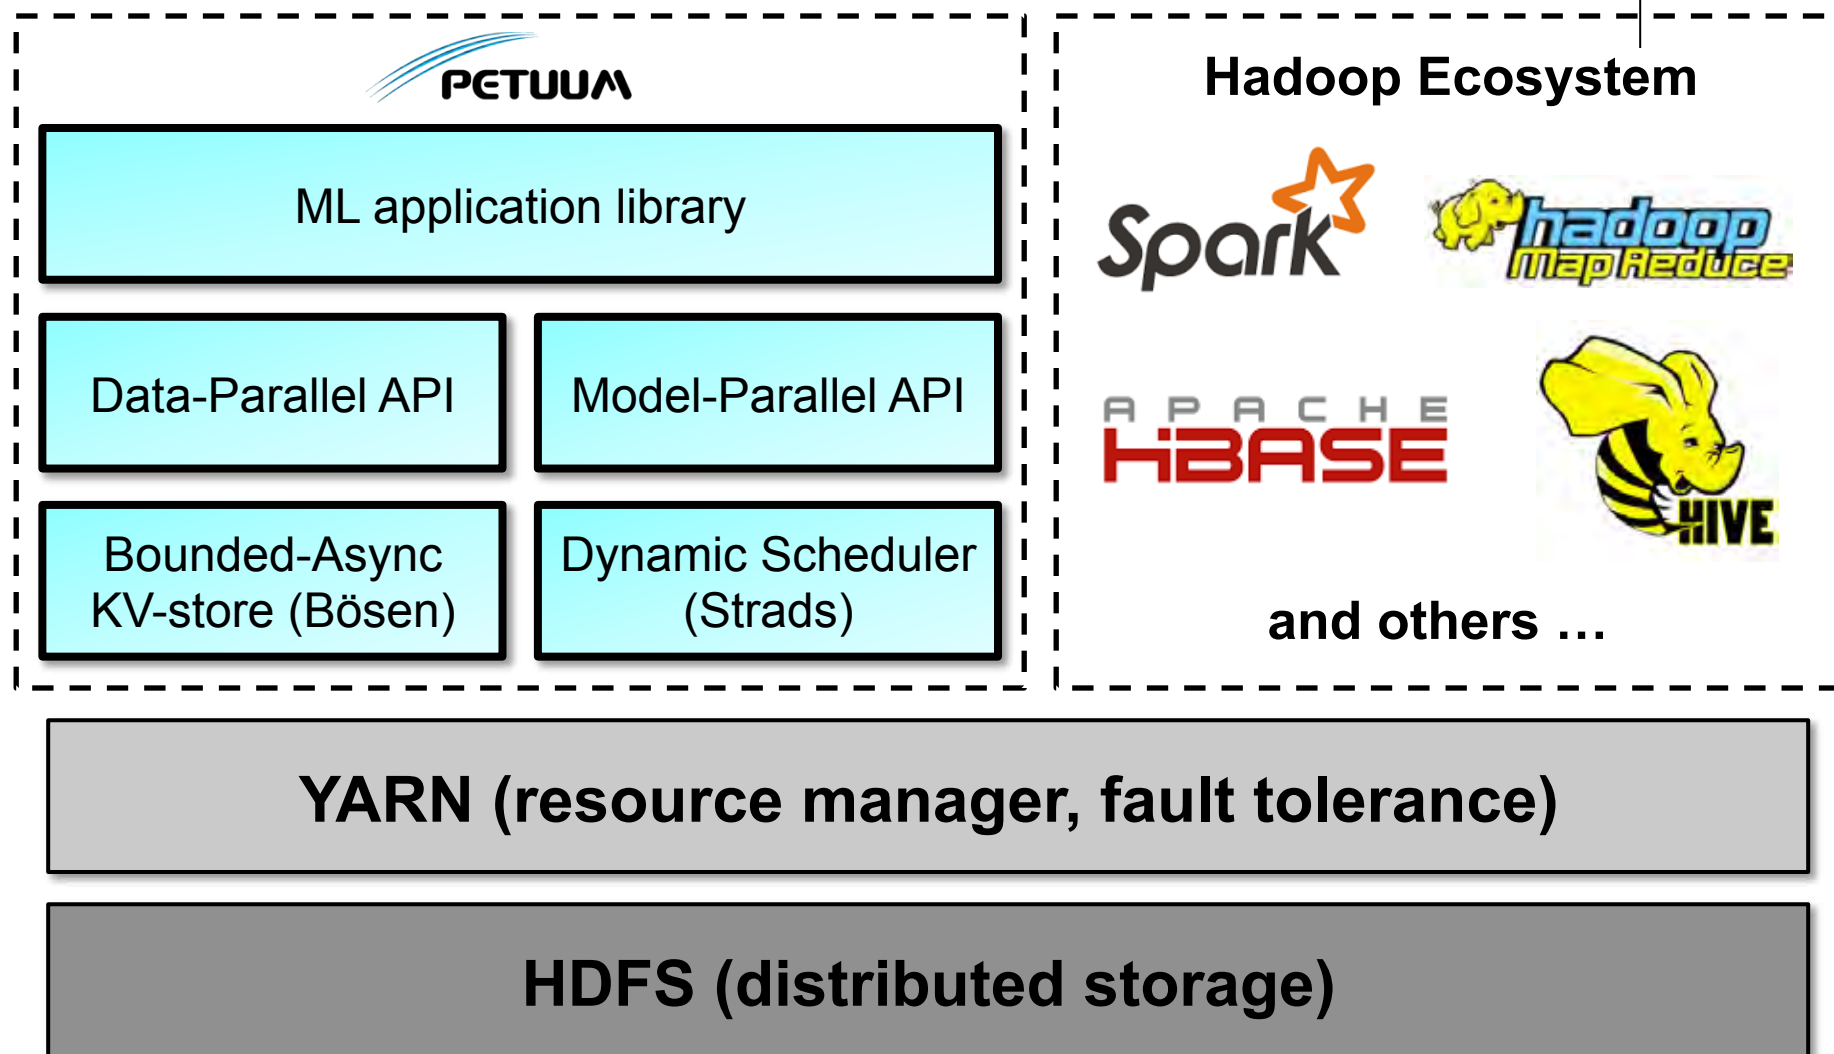 PETUUM
ML application library
Data-Parallel API
Model-Parallel API
Bounded-Async
KV-store (Bösen)
Dynamic Scheduler
(Strads)
Hadoop Ecosystem
Spark
hadoop
Map Reduce
APACHE
HBASE
HIVE
and others …
YARN (resource manager, fault tolerance)
HDFS (distributed storage)